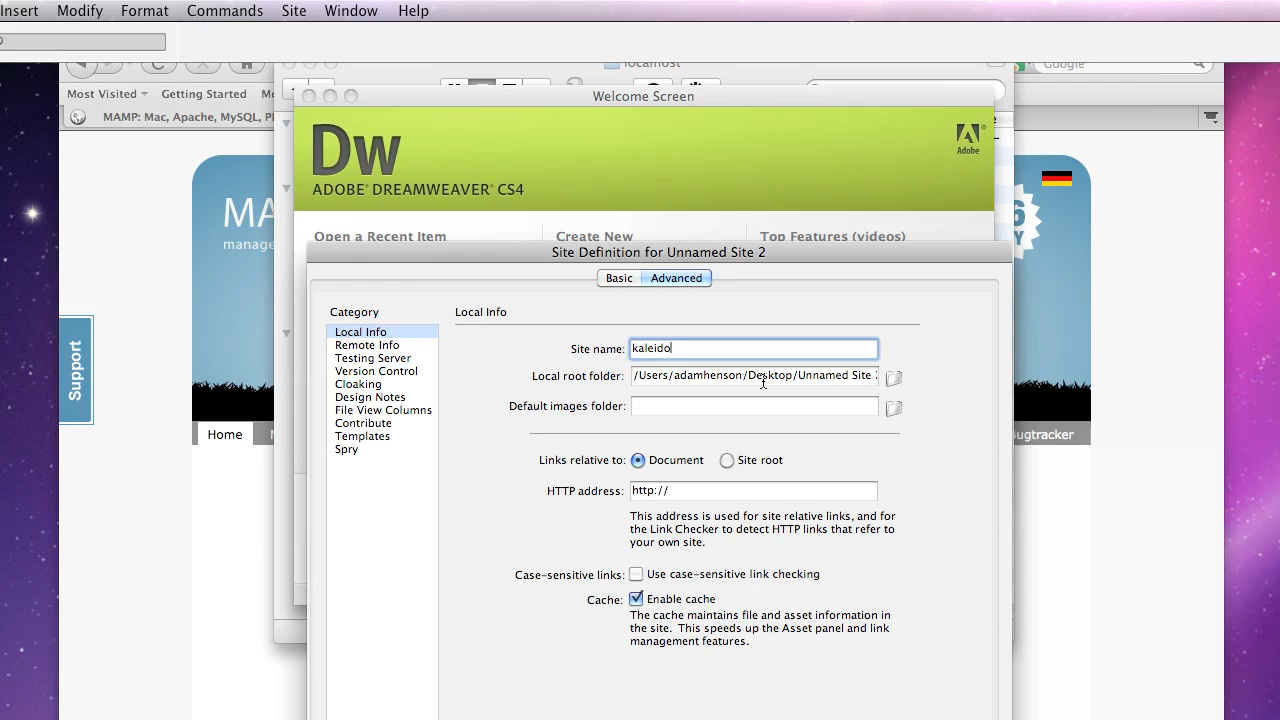 Insert Modify Format Commands Site Window Help
localhost
Google
Most Visited Getting Started
Welcome Screen
MAMP: Mac, Apache, MySQL, P
Dw
Adobe
ADOBE® DREAMWEAVER® CS4
MA
manage
Open a Recent Item Create New Top Features (videos)
Site Definition for Unnamed Site 2
Basic Advanced
Category
Local Info
Local Info
Remote Info
Testing Server
Version Control
Cloaking
Design Notes
File View Columns
Contribute
Templates
Spry
Site name: kaleido
Local root folder: /Users/adamhenson/Desktop/Unnamed Site
Default images folder:
Links relative to: Document Site root
HTTP address: http://
This address is used for site relative links, and for
the Link Checker to detect HTTP links that refer to
your own site.
Case-sensitive links: Use case-sensitive link checking
Cache: Enable cache
The cache maintains file and asset information in
the site. This speeds up the Asset panel and link
management features.
Support
Home
Bugtracker